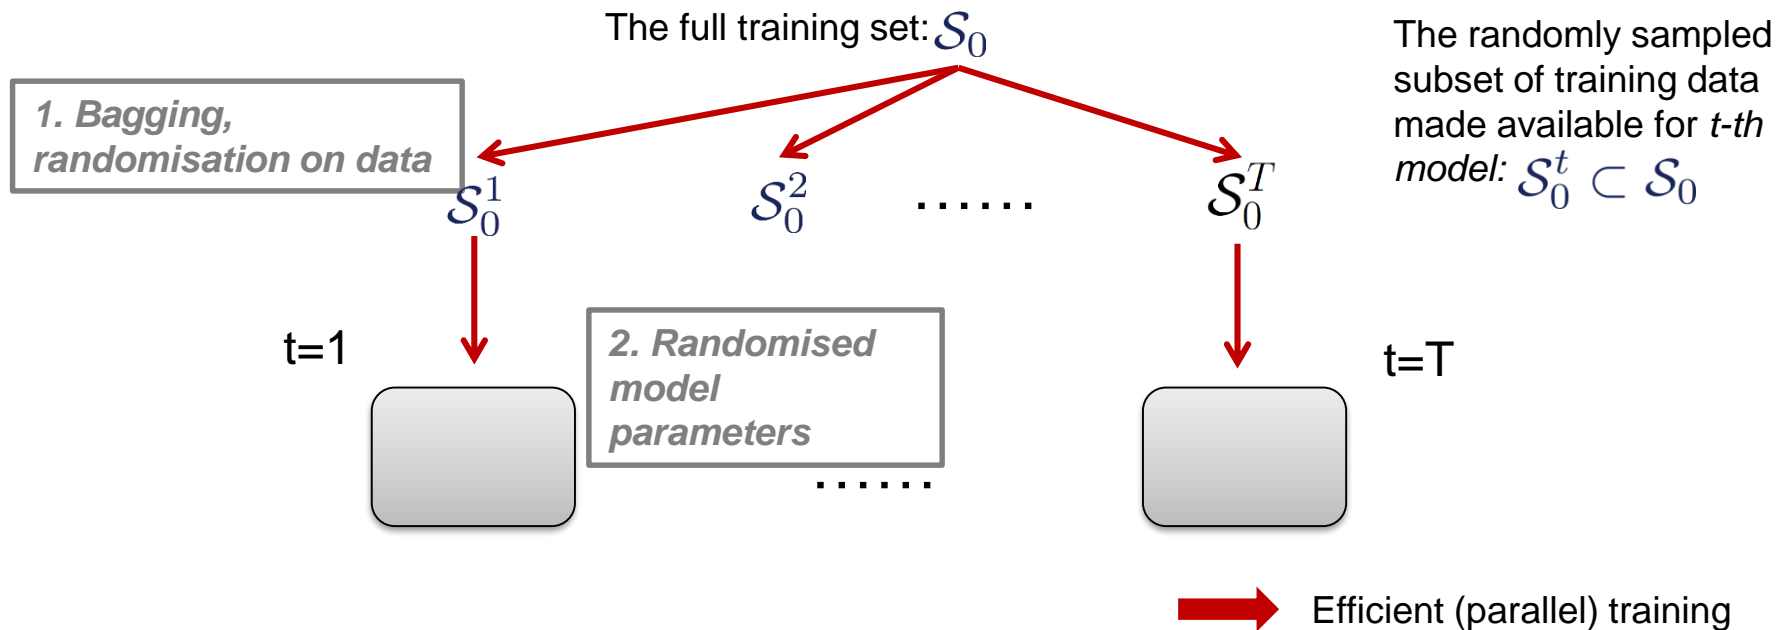 The full training set: 𝒮₀
The randomly sampled
subset of training data
made available for t-th
model: 𝒮₀ᵗ ⊂ 𝒮₀
1. Bagging,
randomisation on data
𝒮₀¹ 𝒮₀² ...... 𝒮₀ᵀ
t=1
2. Randomised
model
parameters
t=T
......
Efficient (parallel) training